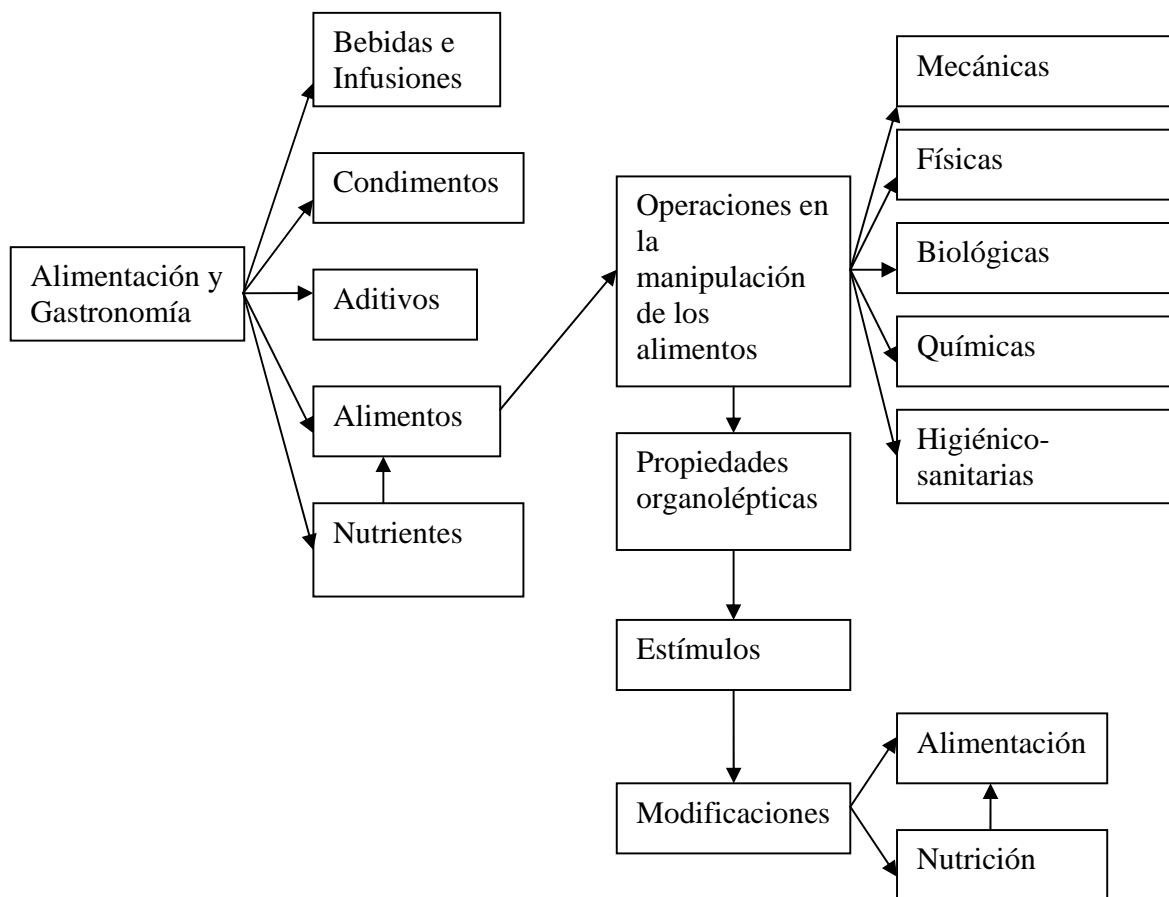 Bebidas e
Infusiones
Condimentos
Alimentación y
Gastronomía
Aditivos
Alimentos
Nutrientes
Operaciones en
la
manipulación
de los
alimentos
Mecánicas
Físicas
Biológicas
Químicas
Higiénico-
sanitarias
Propiedades
organolépticas
Estímulos
Modificaciones
Alimentación
Nutrición